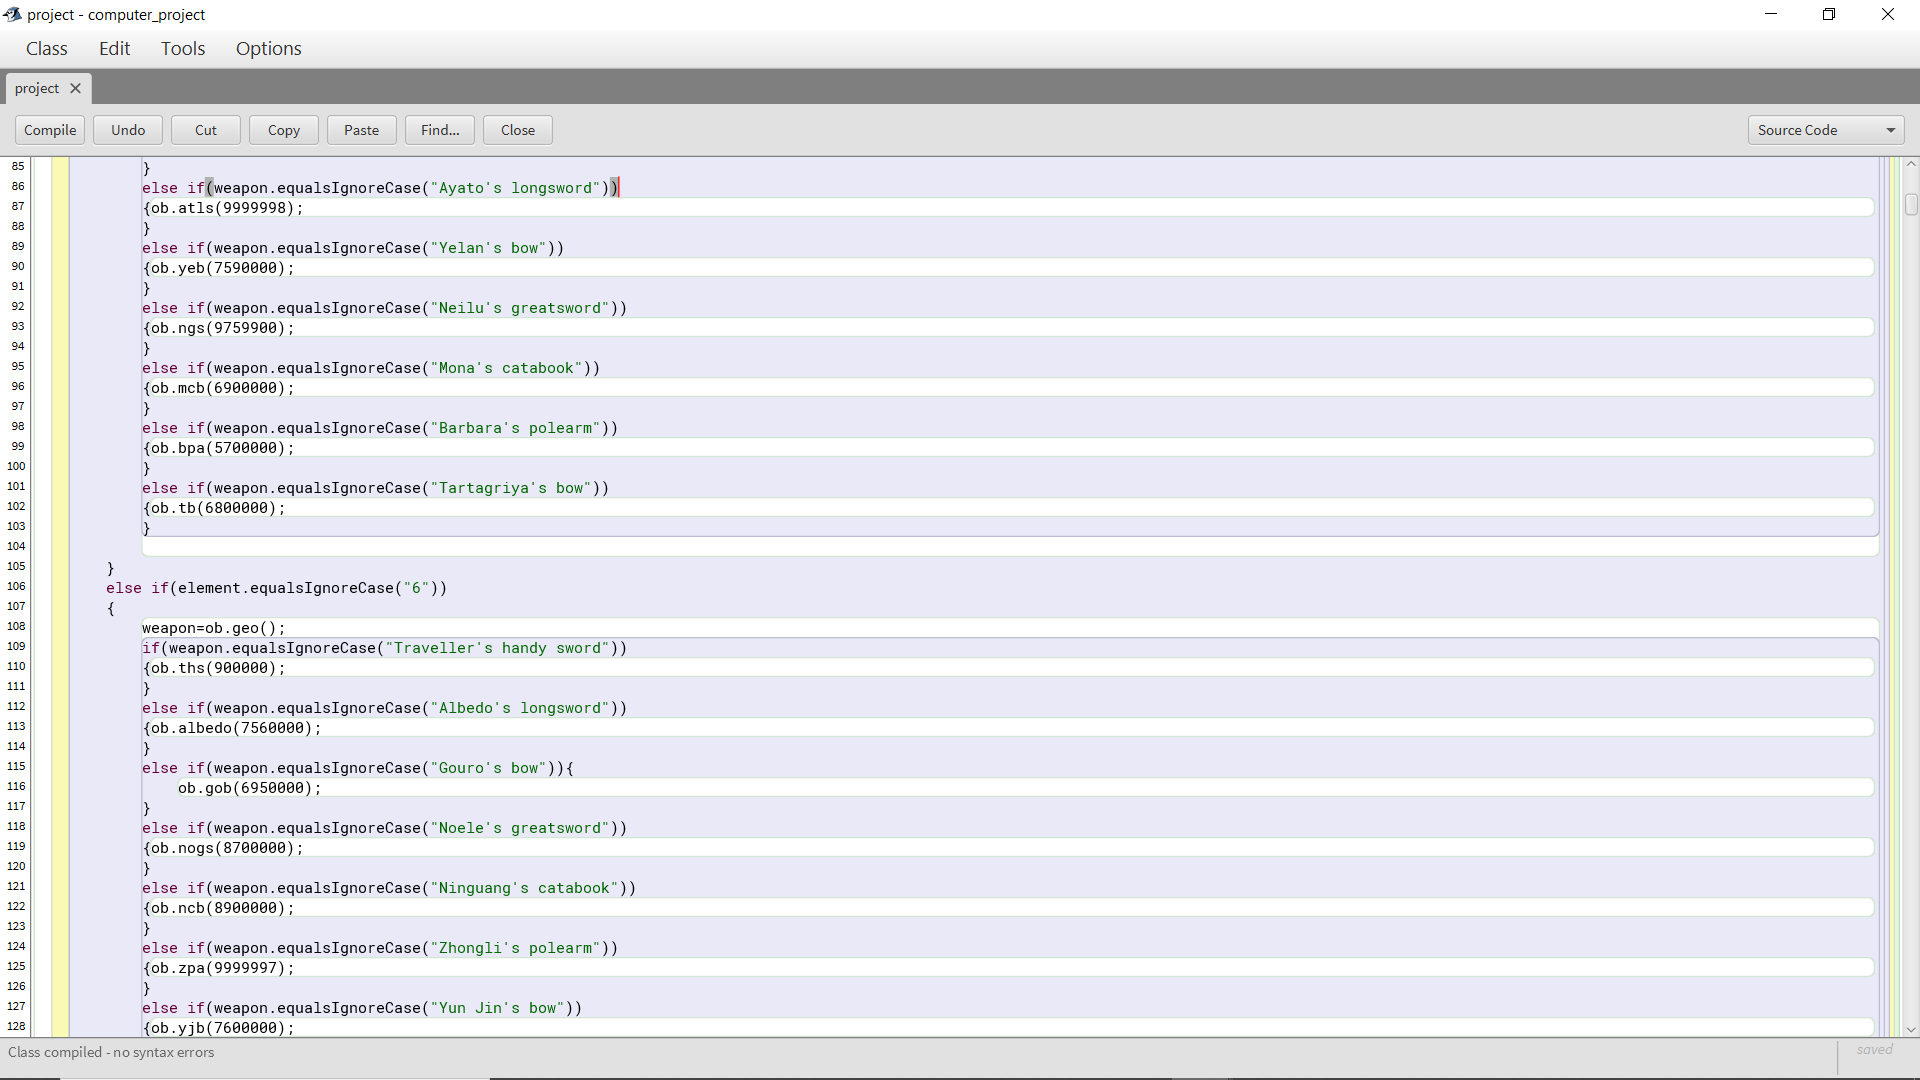 project - computer_project
Class Edit Tools Options
project
Compile Undo Cut Copy Paste Find... Close Source Code
85 }
86 else if(weapon.equalsIgnoreCase("Ayato's longsword"))
87 {ob.atls(9999998);
88 }
89 else if(weapon.equalsIgnoreCase("Yelan's bow"))
90 {ob.yeb(7590000);
91 }
92 else if(weapon.equalsIgnoreCase("Neilu's greatsword"))
93 {ob.ngs(9759900);
94 }
95 else if(weapon.equalsIgnoreCase("Mona's catabook"))
96 {ob.mcb(6900000);
97 }
98 else if(weapon.equalsIgnoreCase("Barbara's polearm"))
99 {ob.bpa(5700000);
100 }
101 else if(weapon.equalsIgnoreCase("Tartagriya's bow"))
102 {ob.tb(6800000);
103 }
104
105 }
106 else if(element.equalsIgnoreCase("6"))
107 {
108 weapon=ob.geo();
109 if(weapon.equalsIgnoreCase("Traveller's handy sword"))
110 {ob.ths(900000);
111 }
112 else if(weapon.equalsIgnoreCase("Albedo's longsword"))
113 {ob.albedo(7560000);
114 }
115 else if(weapon.equalsIgnoreCase("Gouro's bow")){
116 ob.gob(6950000);
117 }
118 else if(weapon.equalsIgnoreCase("Noele's greatsword"))
119 {ob.nogs(8700000);
120 }
121 else if(weapon.equalsIgnoreCase("Ninguang's catabook"))
122 {ob.ncb(8900000);
123 }
124 else if(weapon.equalsIgnoreCase("Zhongli's polearm"))
125 {ob.zpa(9999997);
126 }
127 else if(weapon.equalsIgnoreCase("Yun Jin's bow"))
128 {ob.yjb(7600000);
Class compiled - no syntax errors
saved